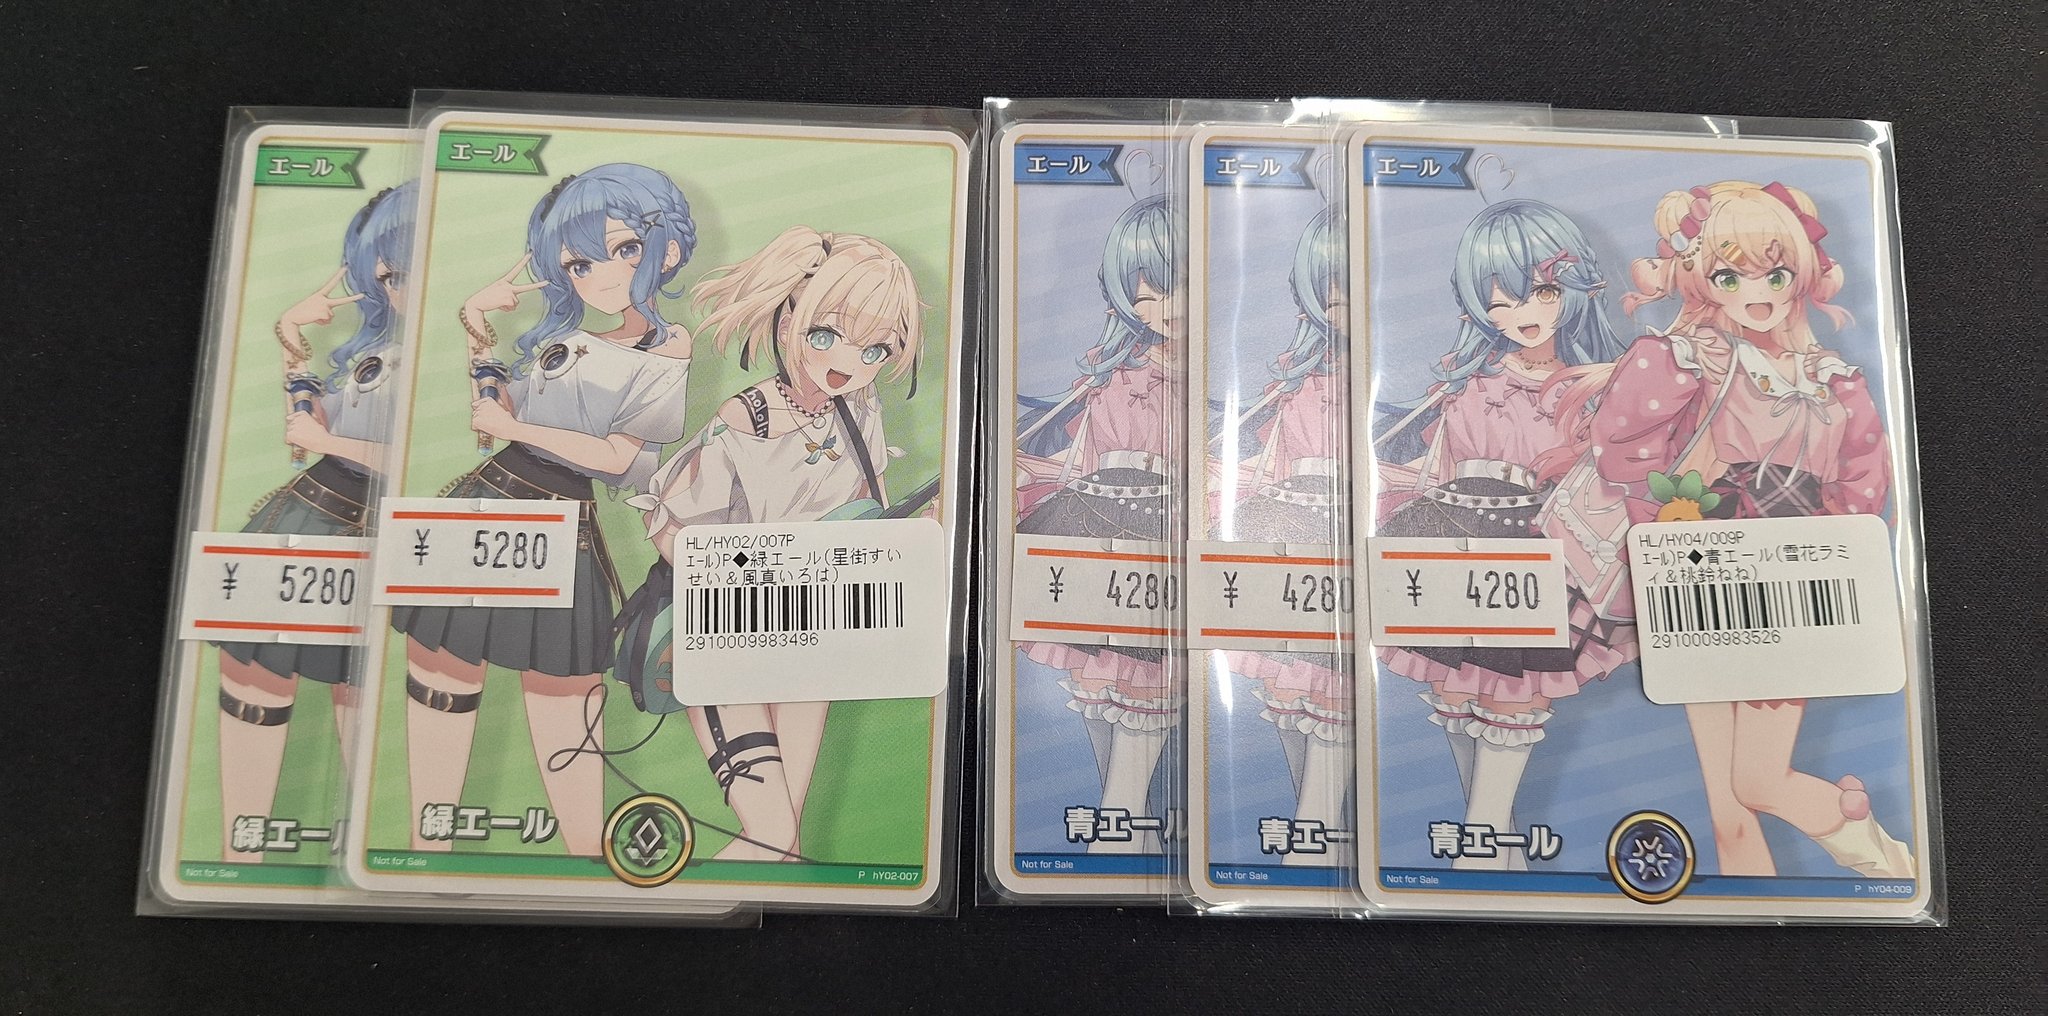 エール
¥ 5280
緑エール
Not for Sale
エール
hololi
¥ 5280
HL/HY02/007P
ｴｰﾙ)P◆緑エール(星街すい
せい&風真いろは)
2910009983496
緑エール
Not for Sale
P hY02-007
エール
¥ 4280
青エール
Not for Sale
エール
¥ 4280
青エー
Not for Sale
エール
¥ 4280
HL/HY04/009P
ｴｰﾙ)P◆青エール(雪花ラミ
ィ&桃鈴ねね)
2910009983526
青エール
Not for Sale
P hY04-009